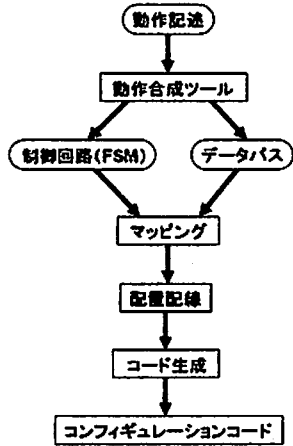 動作記述
動作合成ツール
制御回路(FSM)
データパス
マッピング
配置配線
コード生成
コンフィギュレーションコード